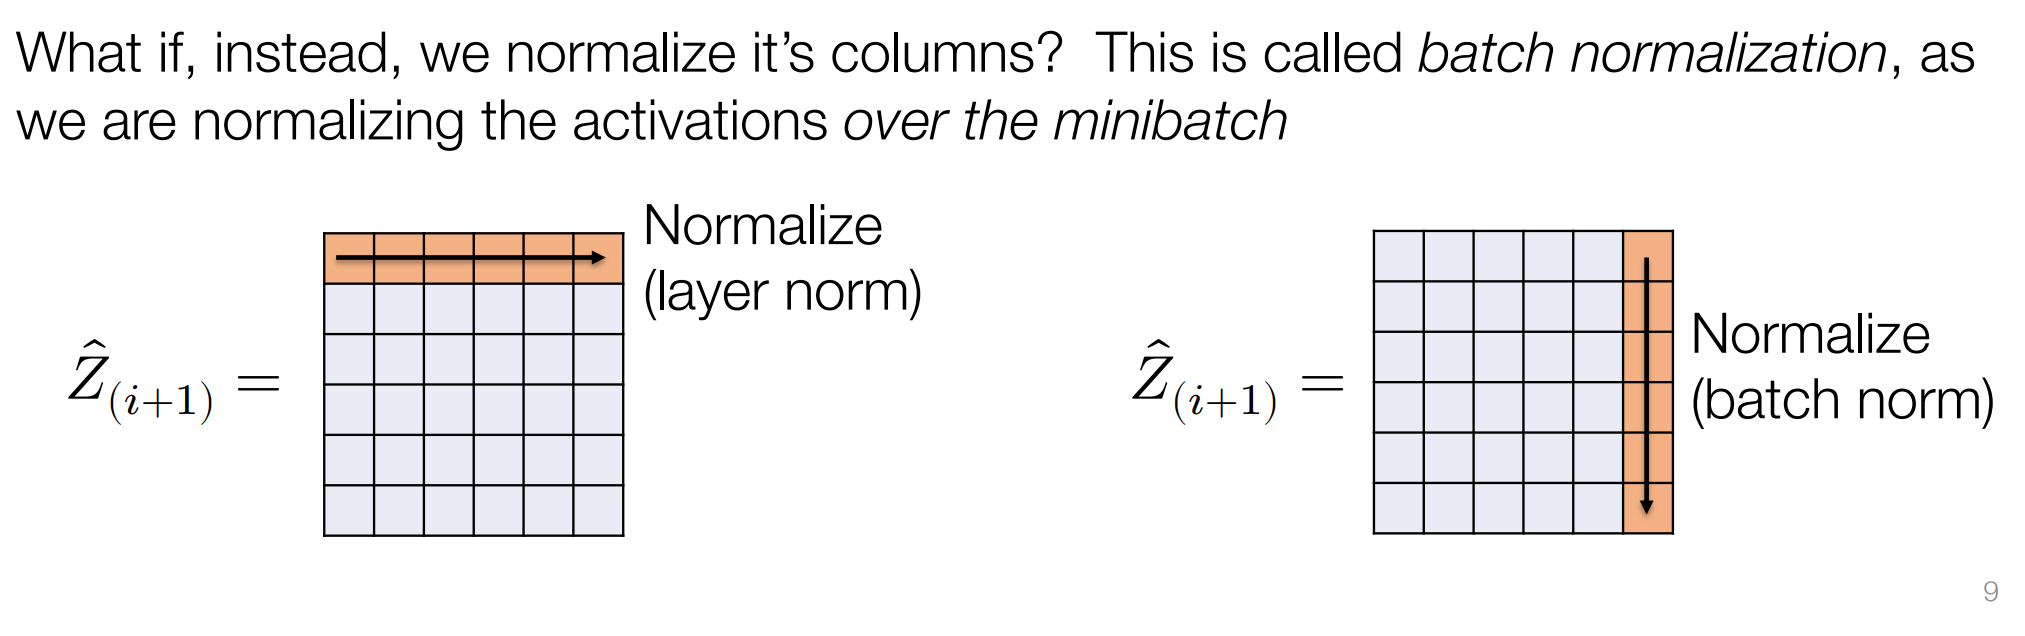 What if, instead, we normalize it’s columns? This is called batch normalization, as
we are normalizing the activations over the minibatch
Normalize
(layer norm)
Ẑ(i+1) =
Normalize
(batch norm)
Ẑ(i+1) =
9